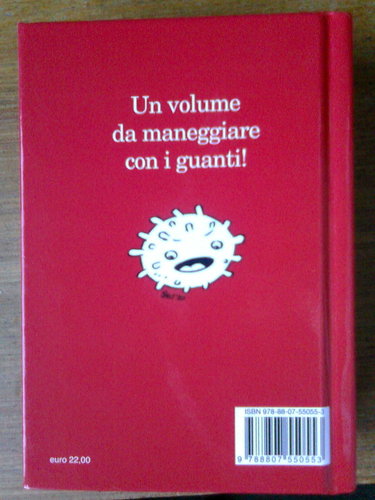 Un volume
da maneggiare
con i guanti!
ISBN 978-88-07-55055-3
9 788807 550553
euro 22,00